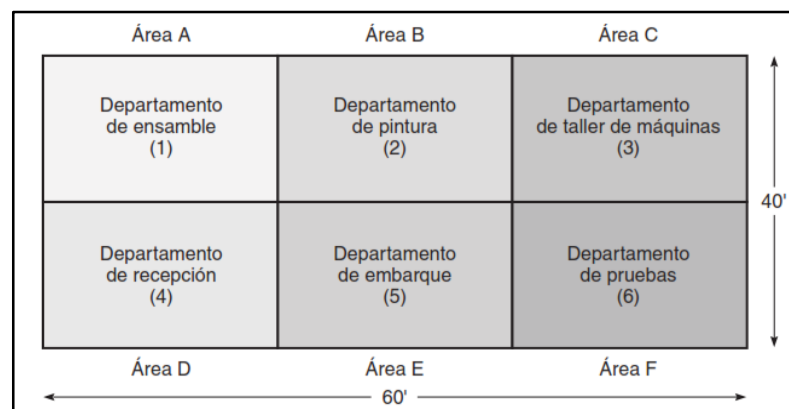 Área A
Área B
Área C
Departamento
de ensamble
(1)
Departamento
de pintura
(2)
Departamento
de taller de máquinas
(3)
40'
Departamento
de recepción
(4)
Departamento
de embarque
(5)
Departamento
de pruebas
(6)
Área D
Área E
Área F
60'